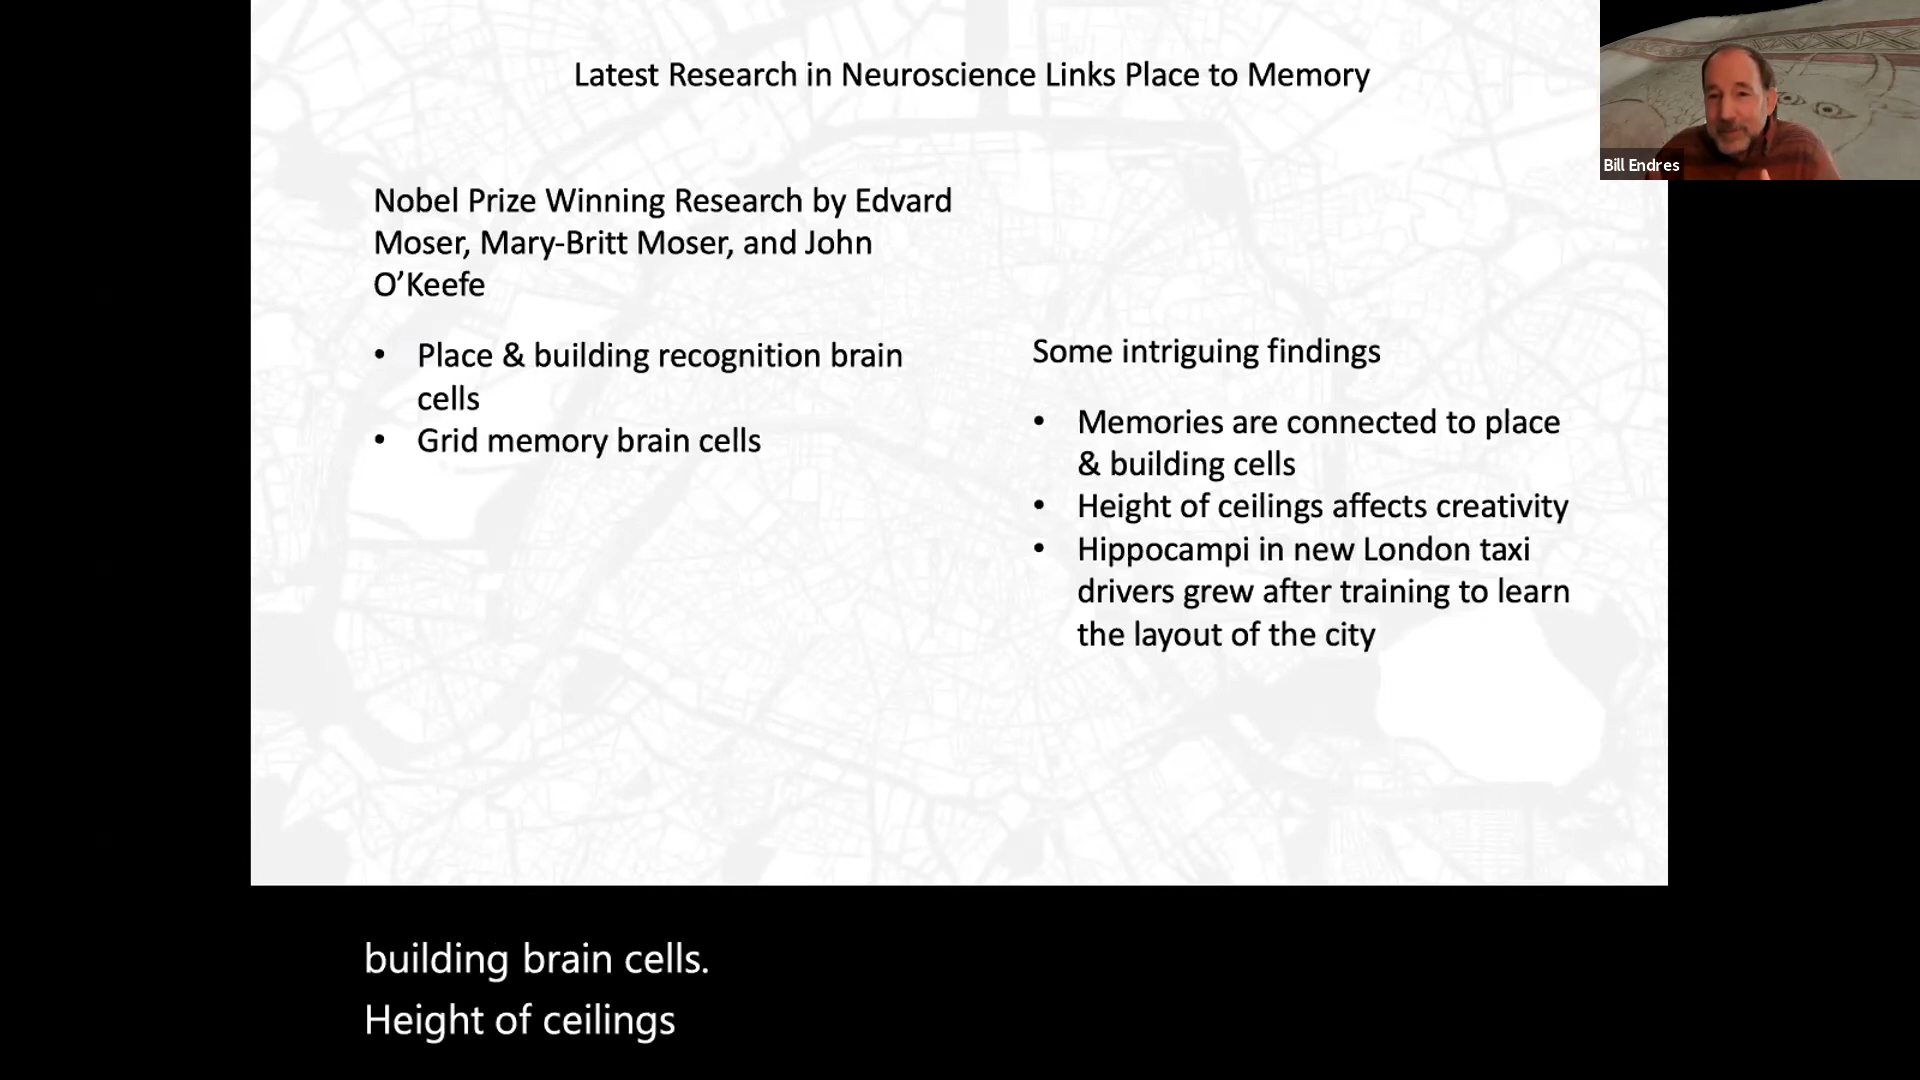 Latest Research in Neuroscience Links Place to Memory
Bill Endres
Nobel Prize Winning Research by Edvard
Moser, Mary-Britt Moser, and John
O’Keefe
• Place & building recognition brain
cells
• Grid memory brain cells
Some intriguing findings
• Memories are connected to place
& building cells
• Height of ceilings affects creativity
• Hippocampi in new London taxi
drivers grew after training to learn
the layout of the city
building brain cells.
Height of ceilings